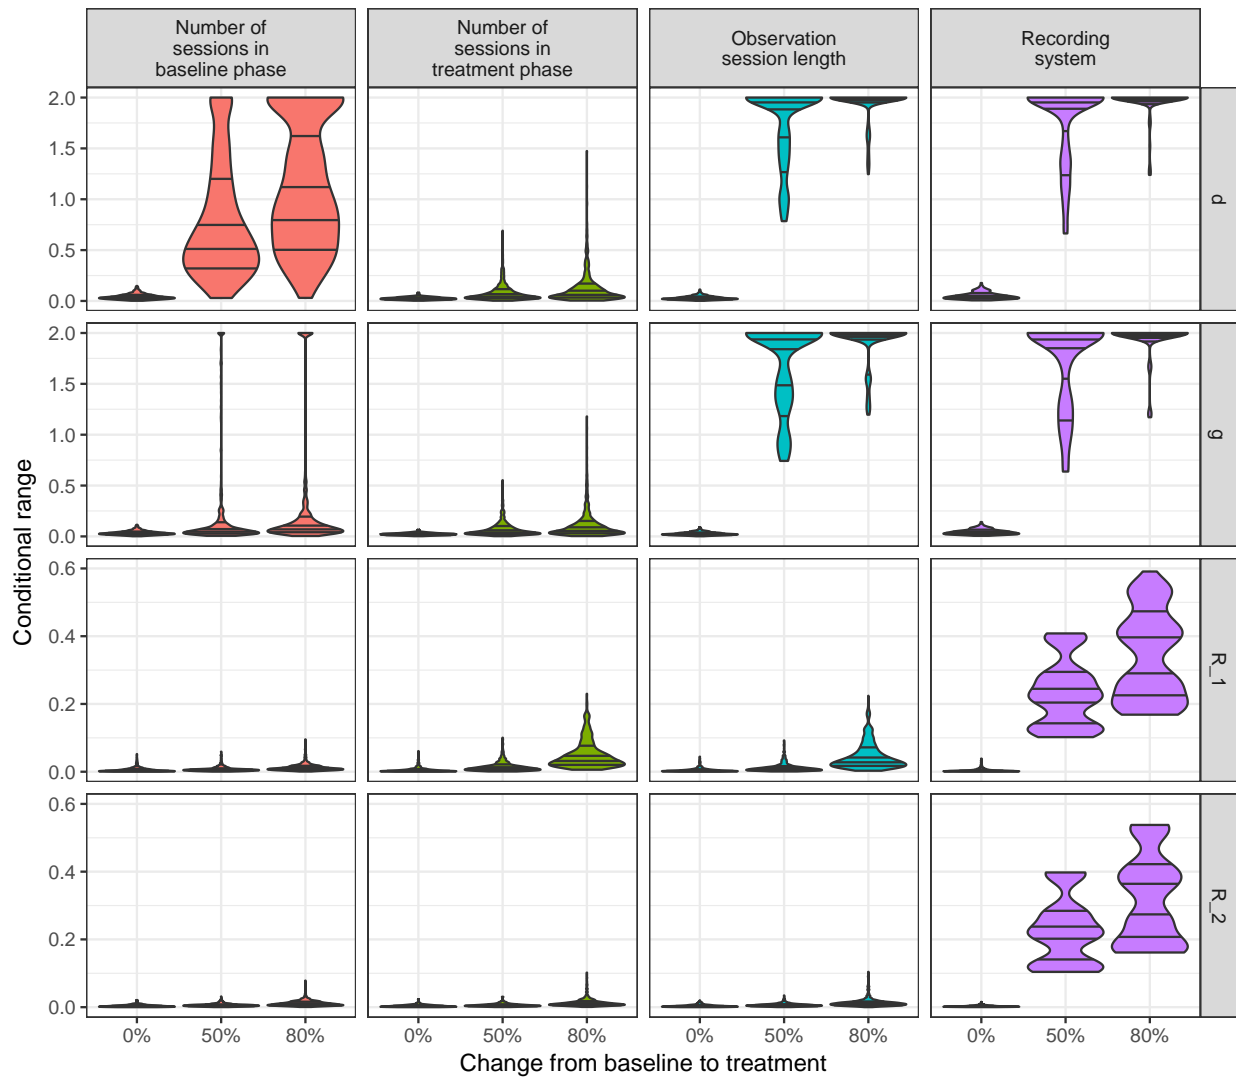 Number of
sessions in
baseline phase
Number of
sessions in
treatment phase
Observation
session length
Recording
system
2.0
1.5
1.0
0.5
0.0
d
2.0
1.5
1.0
0.5
0.0
g
Conditional range
0.6
0.4
0.2
0.0
R_1
0.6
0.4
0.2
0.0
R_2
0% 50% 80% 0% 50% 80% 0% 50% 80% 0% 50% 80%
Change from baseline to treatment